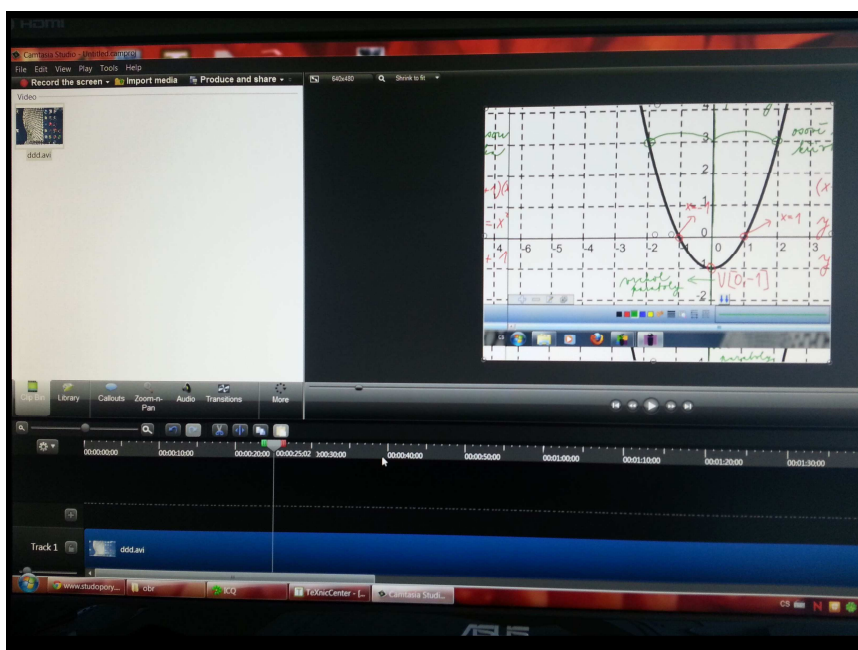 HDMI
Camtasia Studio - Untitled.camproj
File Edit View Play Tools Help
Record the screen Import media Produce and share
640x480 Shrink to fit
Video
ddd.avi
4
3
2
1
0
-4 -6 -5 -4 -3 -2 0 1 2 3
x=-1
x=1
y
V[0,-1]
-2
Clip Bin Library Callouts Zoom-n-Pan Audio Transitions More
00:00:00;00 00:00:10;00 00:00:20;00 00:00:25;02 00:00:40;00 00:00:50;00 00:01:00;00 00:01:10;00 00:01:20;00 00:01:30;00
Track 1 ddd.avi
www.studopory... obr ICQ TeXnicCenter - [... Camtasia Studi...
CS N
ASUS